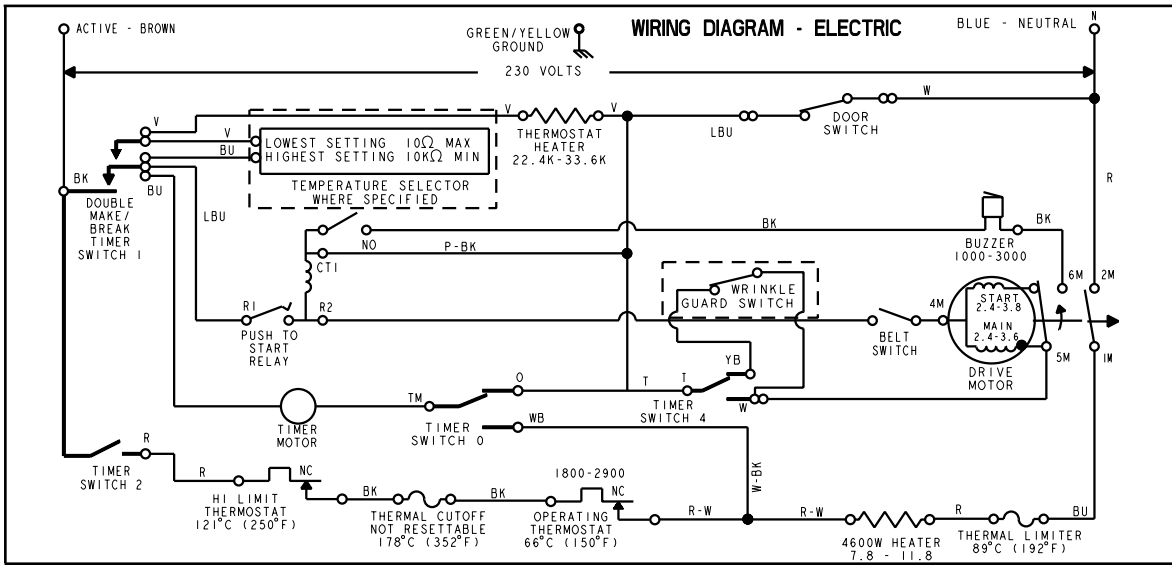 ACTIVE - BROWN
GREEN/YELLOW
GROUND
WIRING DIAGRAM - ELECTRIC
BLUE - NEUTRAL
N
230 VOLTS
V
V
BU
BK
BU
DOUBLE
MAKE/
BREAK
TIMER
SWITCH 1
LBU
LOWEST SETTING 10Ω MAX
HIGHEST SETTING 10KΩ MIN
TEMPERATURE SELECTOR
WHERE SPECIFIED
V
V
THERMOSTAT
HEATER
22.4K-33.6K
LBU
DOOR
SWITCH
W
R
NO
P-BK
BK
BK
BUZZER
1000-3000
CT1
R1
R2
PUSH TO
START
RELAY
WRINKLE
GUARD SWITCH
BELT
SWITCH
4M
START
2.4-3.8
MAIN
2.4-3.6
DRIVE
MOTOR
6M
2M
5M
1M
TIMER
MOTOR
TM
O
TIMER
SWITCH 0
WB
T
T
YB
W
TIMER
SWITCH 4
W-BK
TIMER
SWITCH 2
R
R
NC
HI LIMIT
THERMOSTAT
121°C (250°F)
BK
BK
THERMAL CUTOFF
NOT RESETTABLE
178°C (352°F)
1800-2900
NC
OPERATING
THERMOSTAT
66°C (150°F)
R-W
R-W
R
BU
4600W HEATER
7.8 - 11.8
THERMAL LIMITER
89°C (192°F)